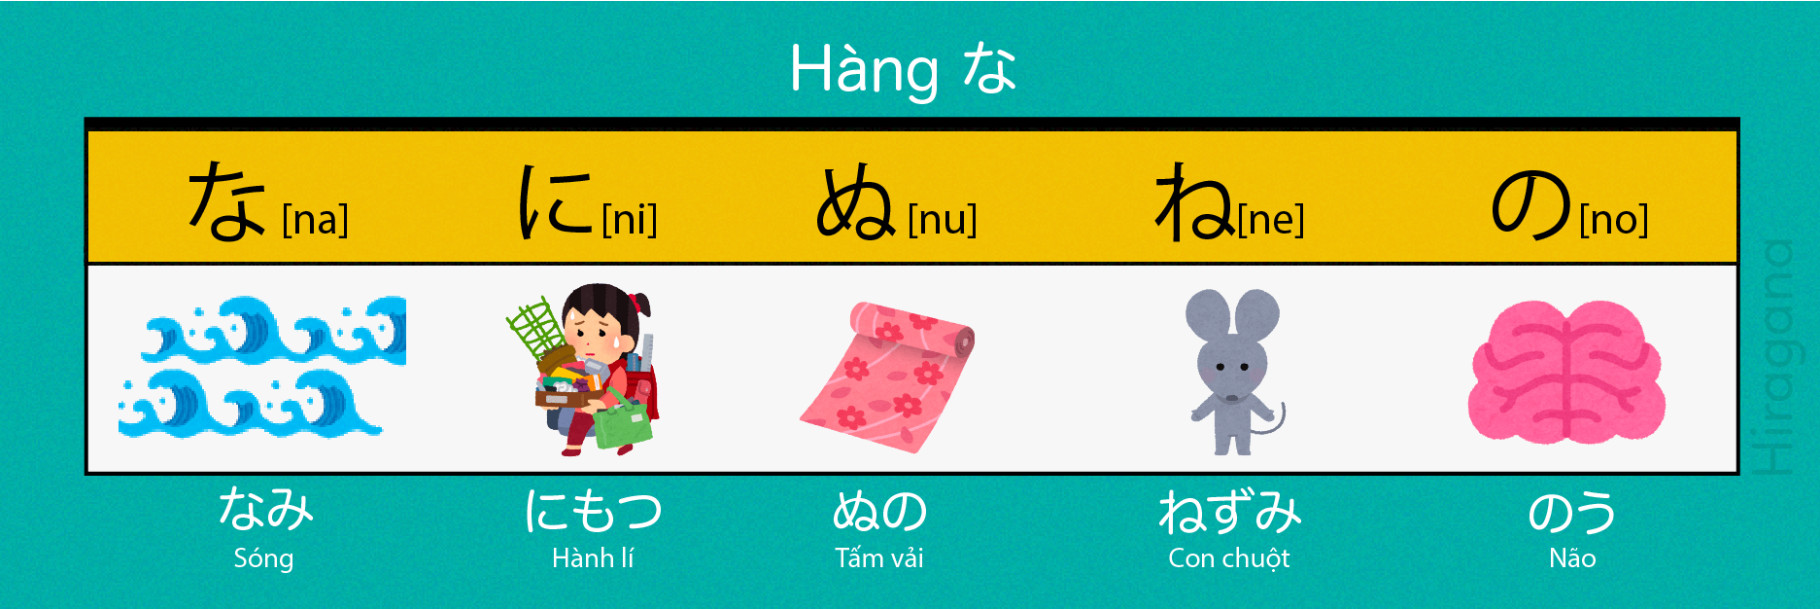 Hàng な
な [na] に [ni] ぬ [nu] ね [ne] の [no]
なみ にもつ ぬの ねずみ のう
Sóng Hành lí Tấm vải Con chuột Não
Hiragana